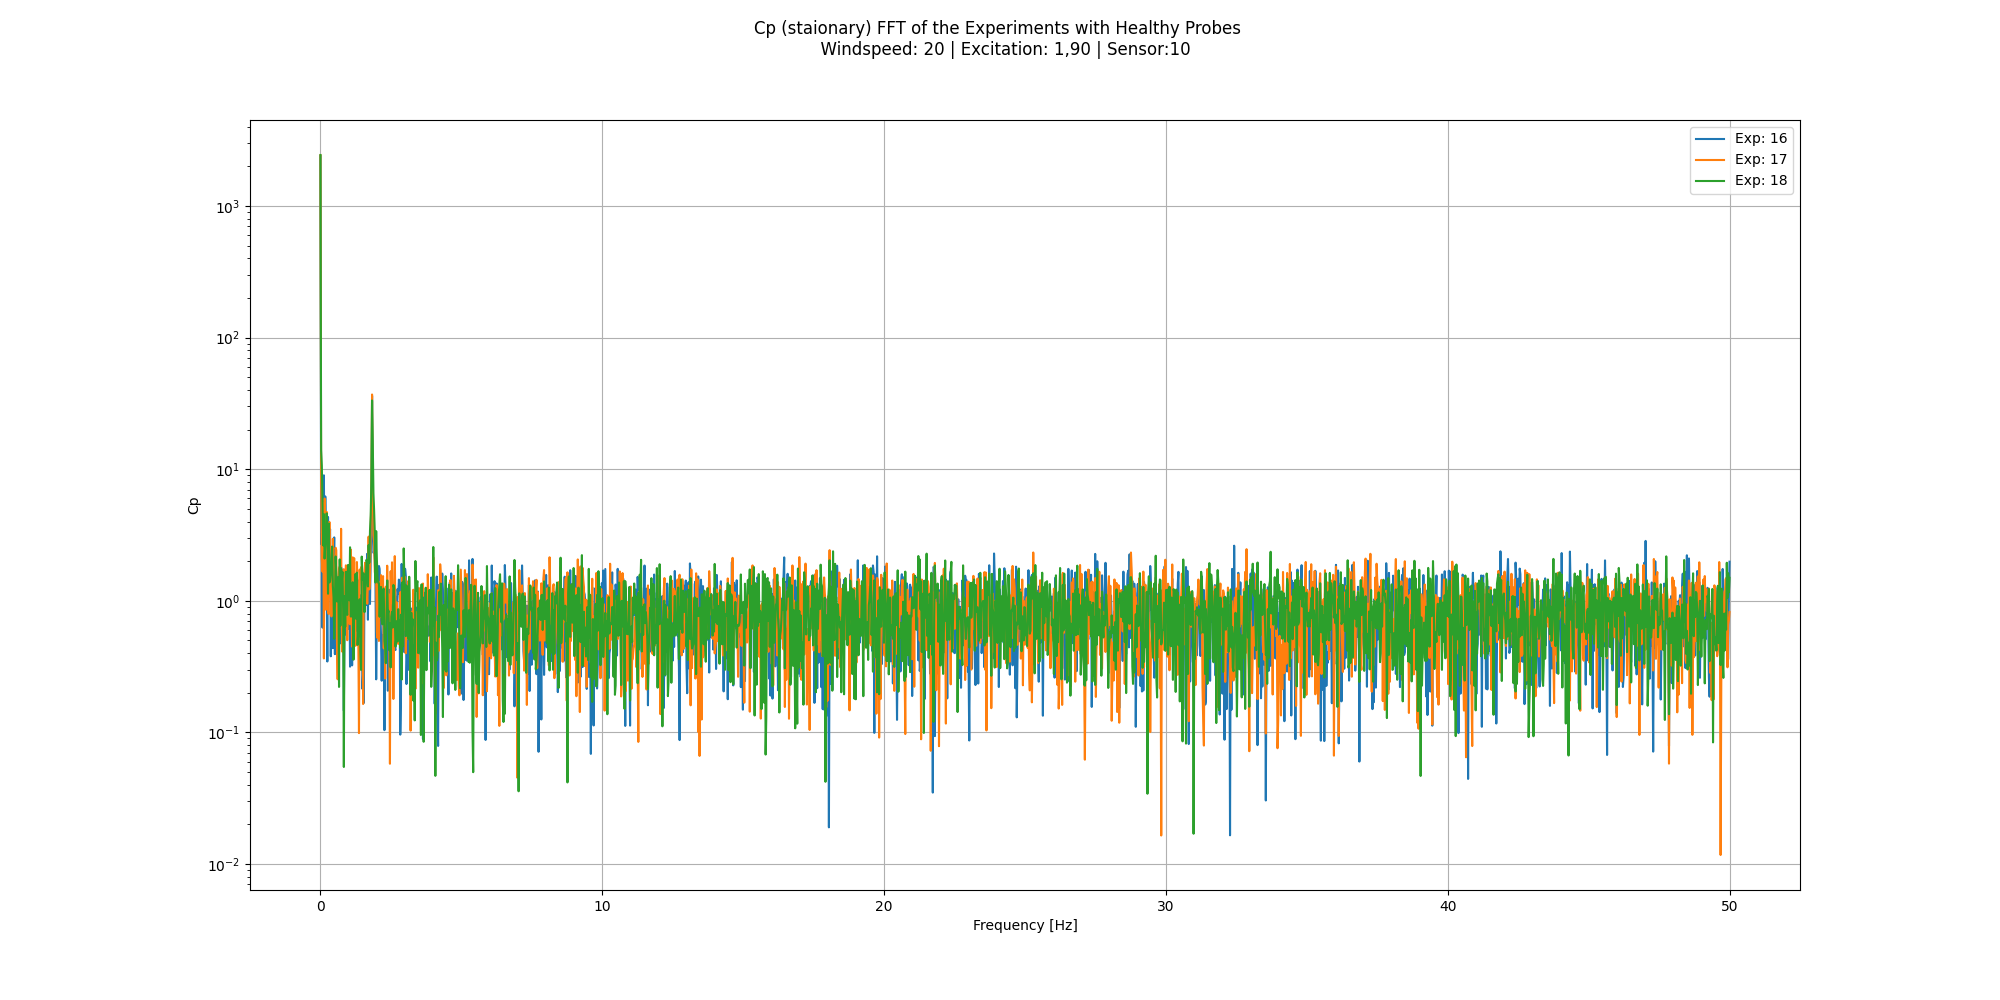 Cp (staionary) FFT of the Experiments with Healthy Probes
Windspeed: 20 | Excitation: 1,90 | Sensor:10
Exp: 16
Exp: 17
Exp: 18
10³
10²
10¹
10⁰
10⁻¹
10⁻²
Cp
0 10 20 30 40 50
Frequency [Hz]